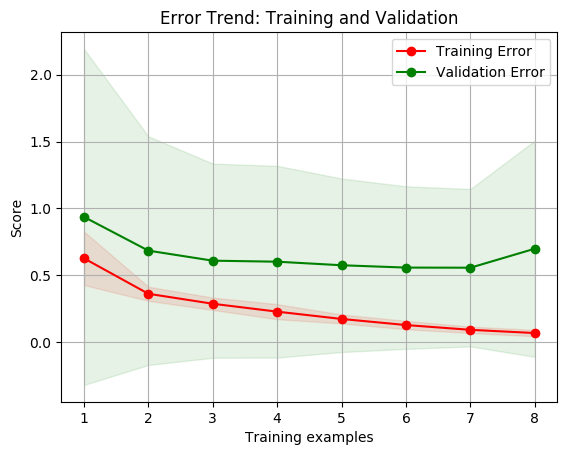 Error Trend: Training and Validation
Training Error
Validation Error
Score
2.0
1.5
1.0
0.5
0.0
1 2 3 4 5 6 7 8
Training examples